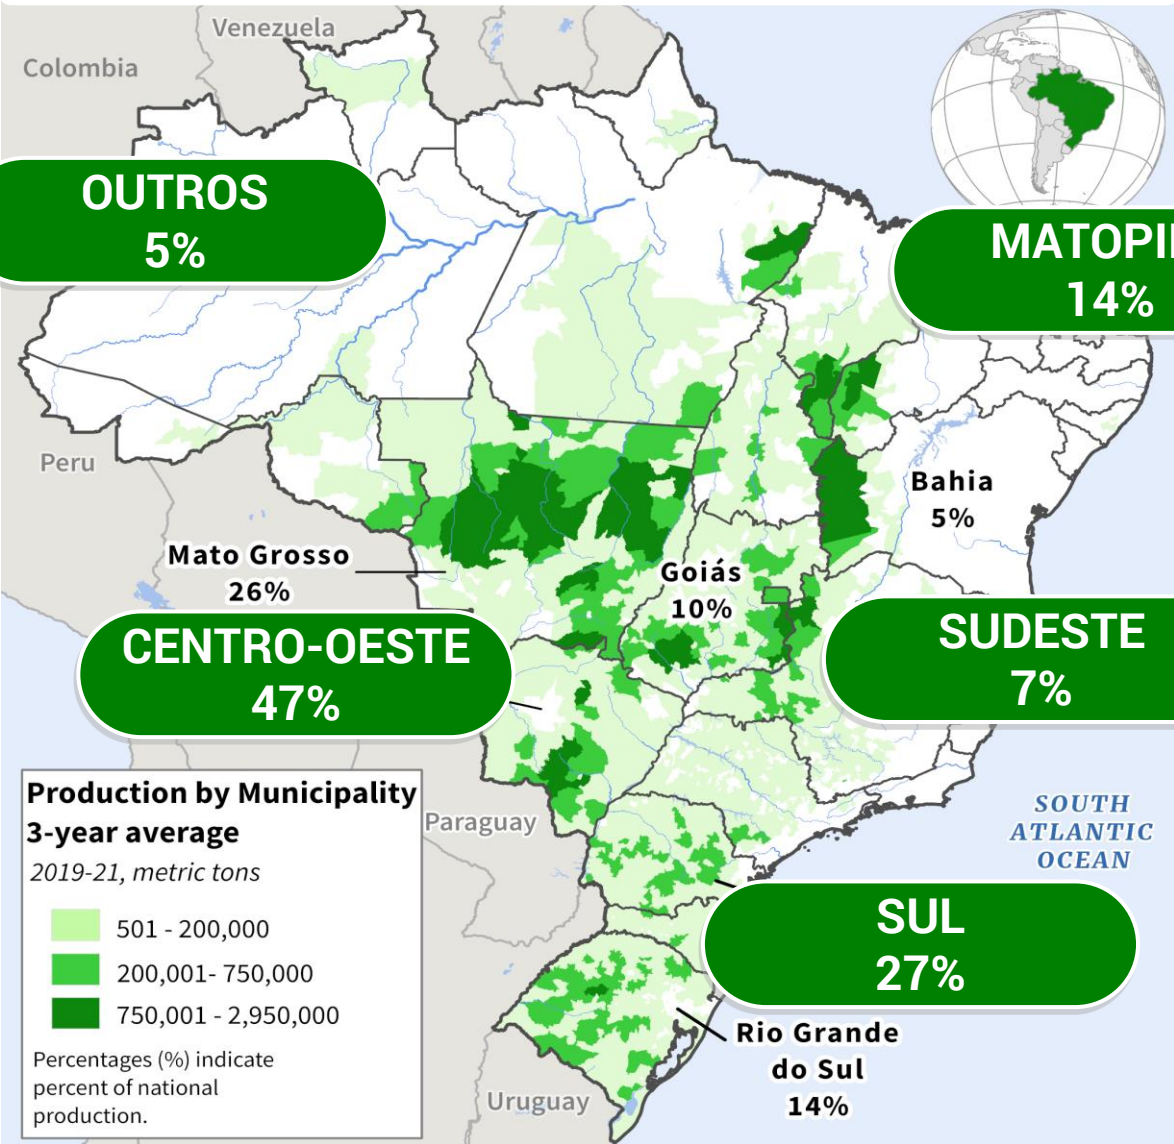 Venezuela
Colombia
OUTROS
5%
14%
Peru
Bahia
5%
Mato Grosso
26%
Goiás
10%
CENTRO-OESTE
47%
SUDESTE
7%
Production by Municipality
3-year average
2019-21, metric tons
501 - 200,000
200,001- 750,000
750,001 - 2,950,000
Percentages (%) indicate
percent of national
production.
Paraguay
SOUTH
ATLANTIC
OCEAN
SUL
27%
Rio Grande
do Sul
14%
Uruguay